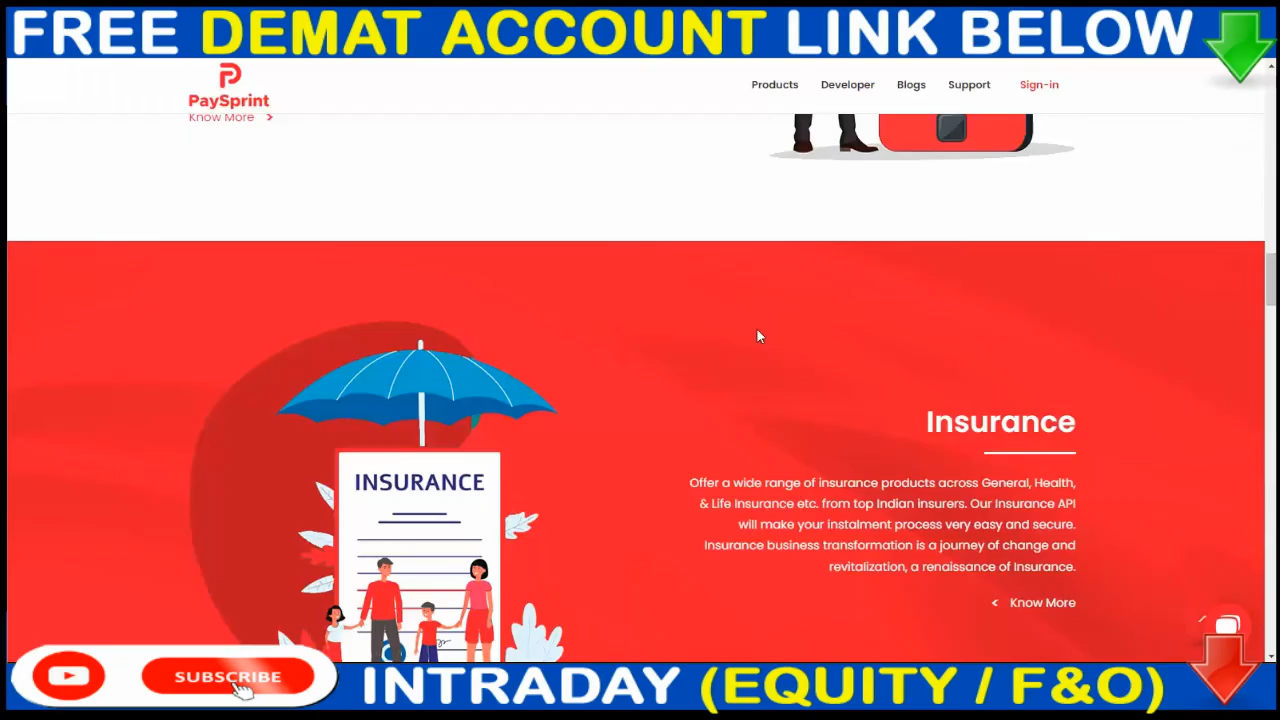 FREE DEMAT ACCOUNT LINK BELOW
PaySprint
Know More >
Products Developer Blogs Support Sign-in
Insurance
INSURANCE
Offer a wide range of insurance products across General, Health,
& Life Insurance etc. from top Indian insurers. Our Insurance API
will make your instalment process very easy and secure.
Insurance business transformation is a journey of change and
revitalization, a renaissance of Insurance.
< Know More
SUBSCRIBE
INTRADAY (EQUITY / F&O)